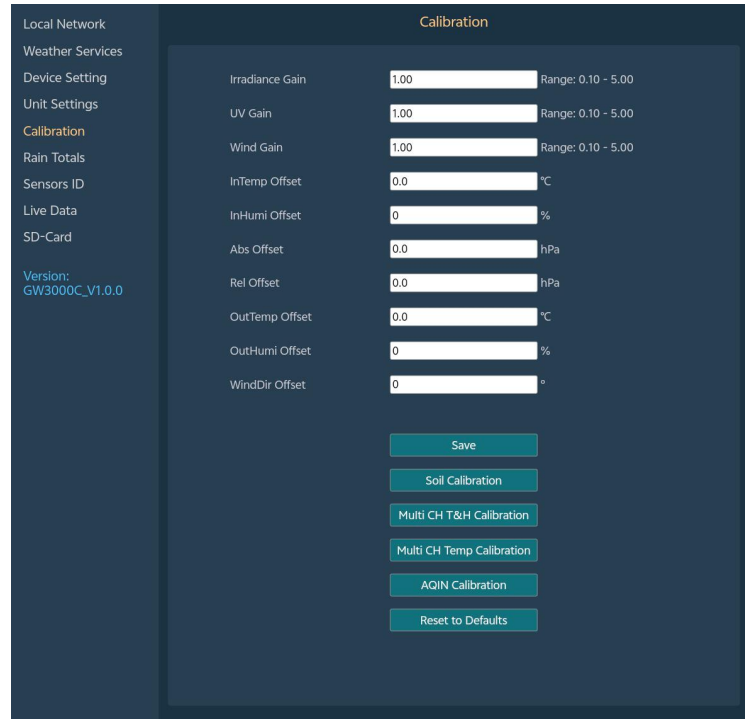 Local Network
Weather Services
Device Setting
Unit Settings
Calibration
Rain Totals
Sensors ID
Live Data
SD-Card
Version:
GW3000C_V1.0.0
Calibration
Irradiance Gain 1.00 Range: 0.10 - 5.00
UV Gain 1.00 Range: 0.10 - 5.00
Wind Gain 1.00 Range: 0.10 - 5.00
InTemp Offset 0.0 ℃
InHumi Offset 0 %
Abs Offset 0.0 hPa
Rel Offset 0.0 hPa
OutTemp Offset 0.0 ℃
OutHumi Offset 0 %
WindDir Offset 0 °
Save
Soil Calibration
Multi CH T&H Calibration
Multi CH Temp Calibration
AQIN Calibration
Reset to Defaults